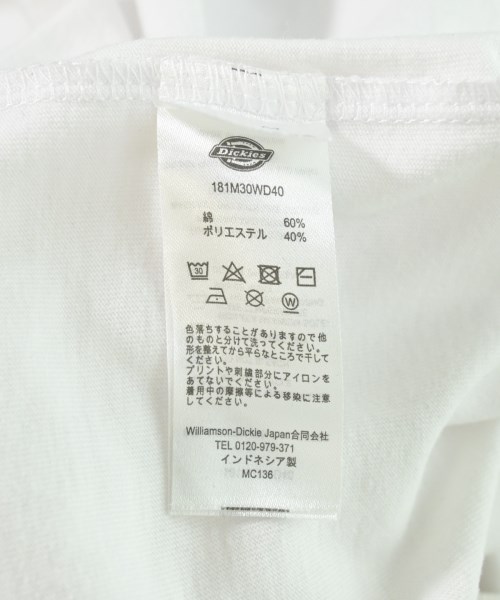 Dickies
181M30WD40
綿 60%
ポリエステル 40%
30
W
色落ちすることがありますので他
のものと分けて洗ってください。
形を整えてから平らなところで干して
ください。
プリントや刺繍部分にアイロンを
あてないでください。
着用中の摩擦等による移染に注意
してください。
Williamson-Dickie Japan合同会社
TEL 0120-979-371
インドネシア製
MC136